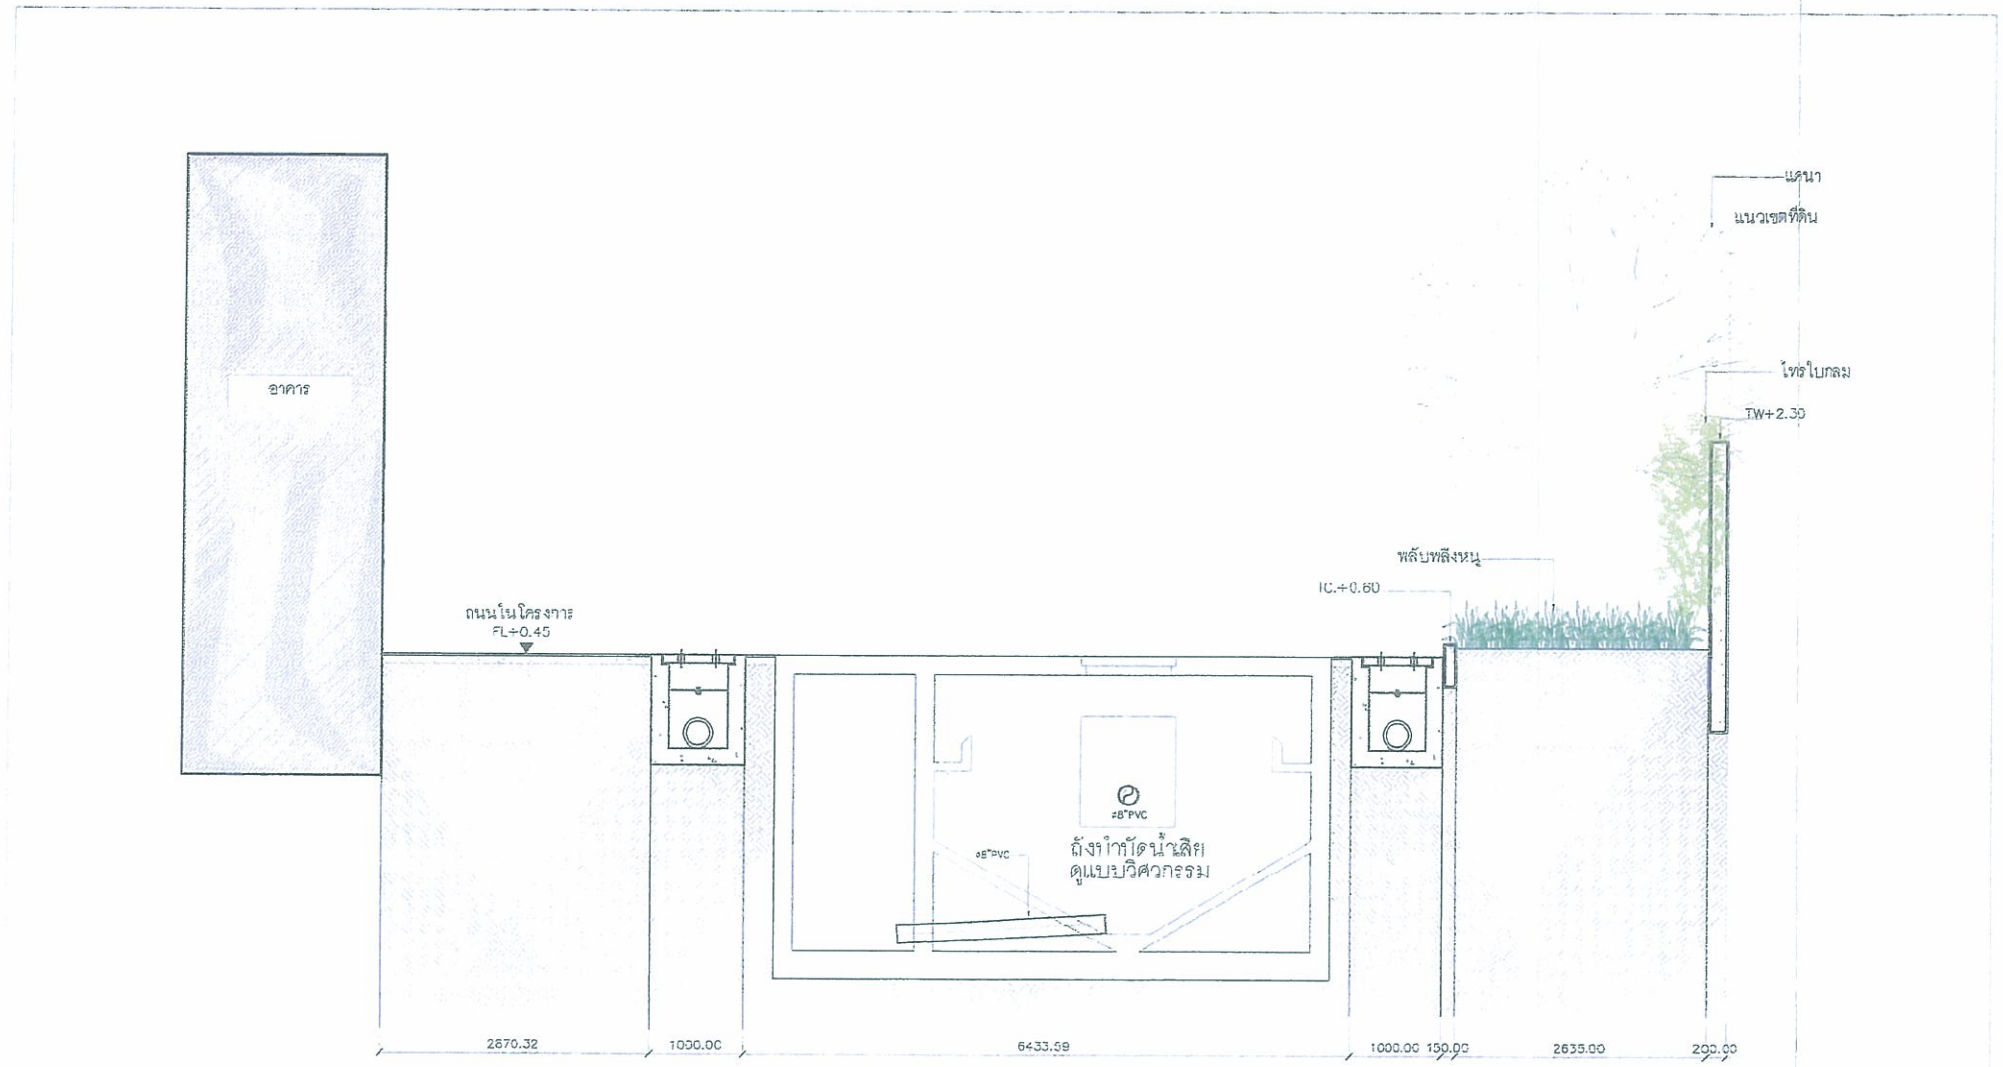 แคนา
แนวเขตที่ดิน
ไทรใบกลม
อาคาร
TW+2.30
พลับพลึงหนู
TC.+0.60
ถนนในโครงการ
FL+0.45
ø8"PVC
ø8"PVC
ถังบำบัดน้ำเสีย
ดูแบบวิศวกรรม
2870.32 1000.00 6433.59 1000.00 150.00 2635.00 200.00